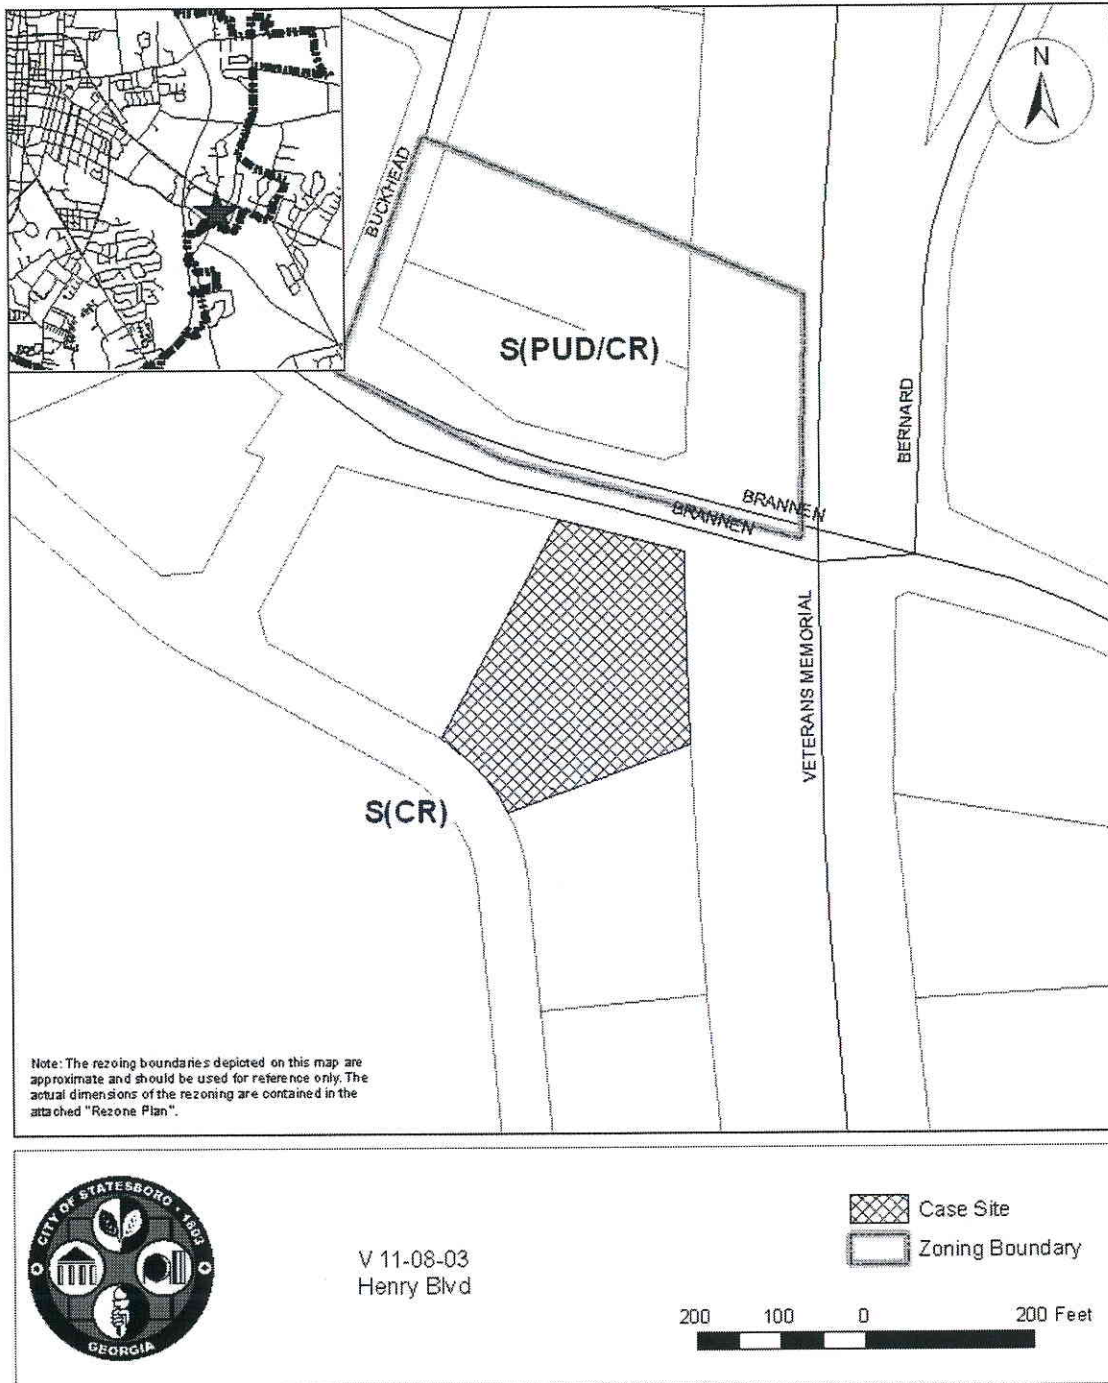 N
BUCKHEAD
S(PUD/CR)
BERNARD
BRANNEN
BRANNEN
VETERANS MEMORIAL
S(CR)
Note: The rezoing boundaries depicted on this map are
approximate and should be used for reference only. The
actual dimensions of the rezoning are contained in the
attached "Rezone Plan".
CITY OF STATESBORO • 1803
GEORGIA
V 11-08-03
Henry Blvd
Case Site
Zoning Boundary
200 100 0 200 Feet